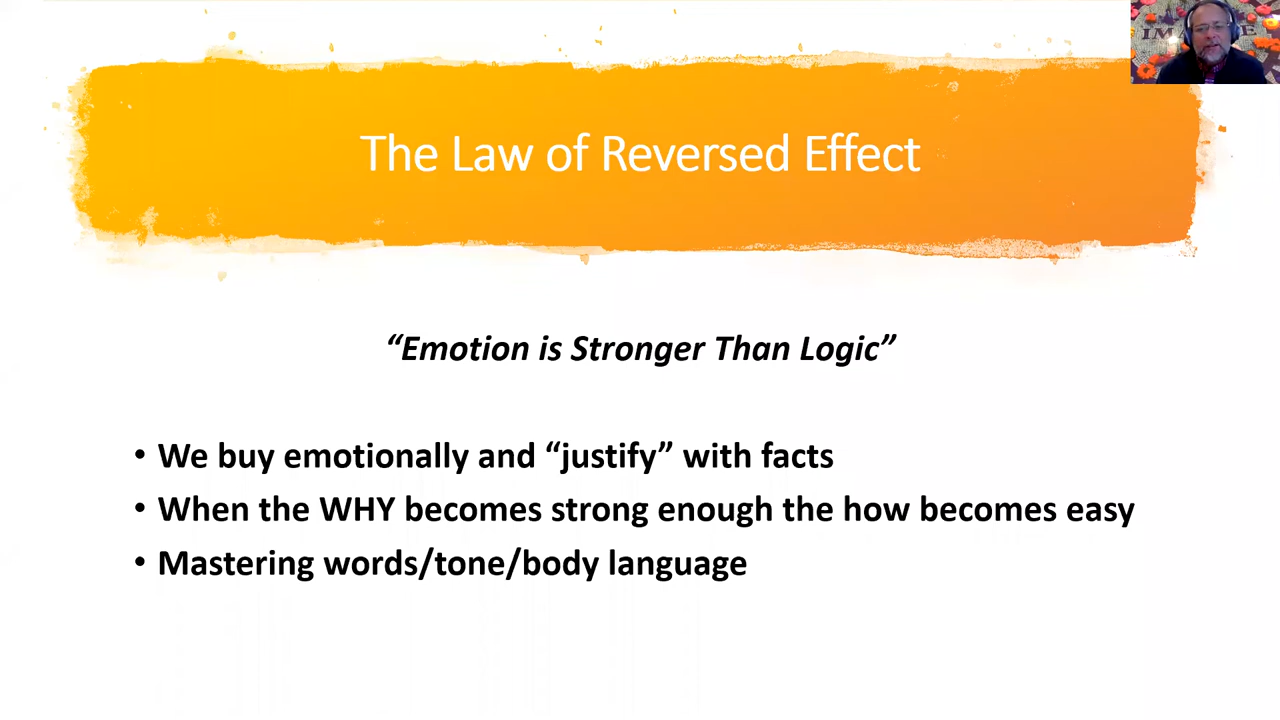 The Law of Reversed Effect
“Emotion is Stronger Than Logic”
• We buy emotionally and “justify” with facts
• When the WHY becomes strong enough the how becomes easy
• Mastering words/tone/body language